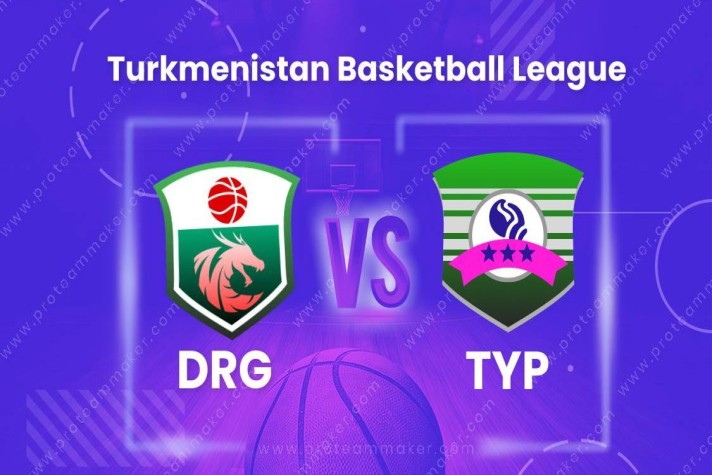 Turkmenistan Basketball League
VS
DRG
TYP
www.proteammaker.com